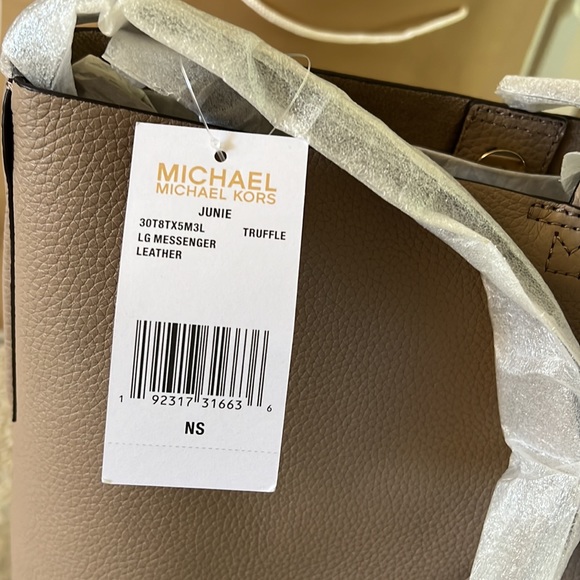 MICHAEL
MICHAEL KORS
JUNIE
30T8TX5M3L TRUFFLE
LG MESSENGER
LEATHER
1 92317 31663 6
NS